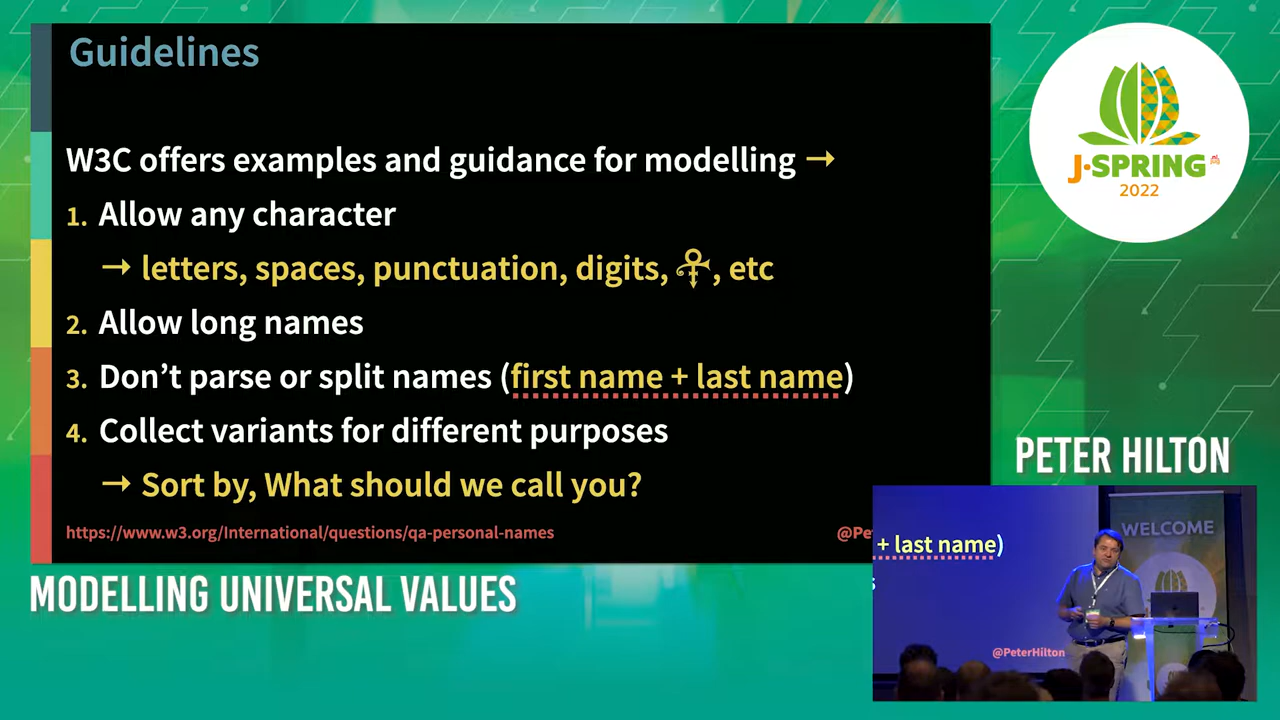 Guidelines
W3C offers examples and guidance for modelling →
1. Allow any character
→ letters, spaces, punctuation, digits, , etc
2. Allow long names
3. Don’t parse or split names (first name + last name)
4. Collect variants for different purposes
→ Sort by, What should we call you?
https://www.w3.org/International/questions/qa-personal-names
@Pe
J·SPRING
2022
PETER HILTON
+ last name)
@PeterHilton
WELCOME
MODELLING UNIVERSAL VALUES